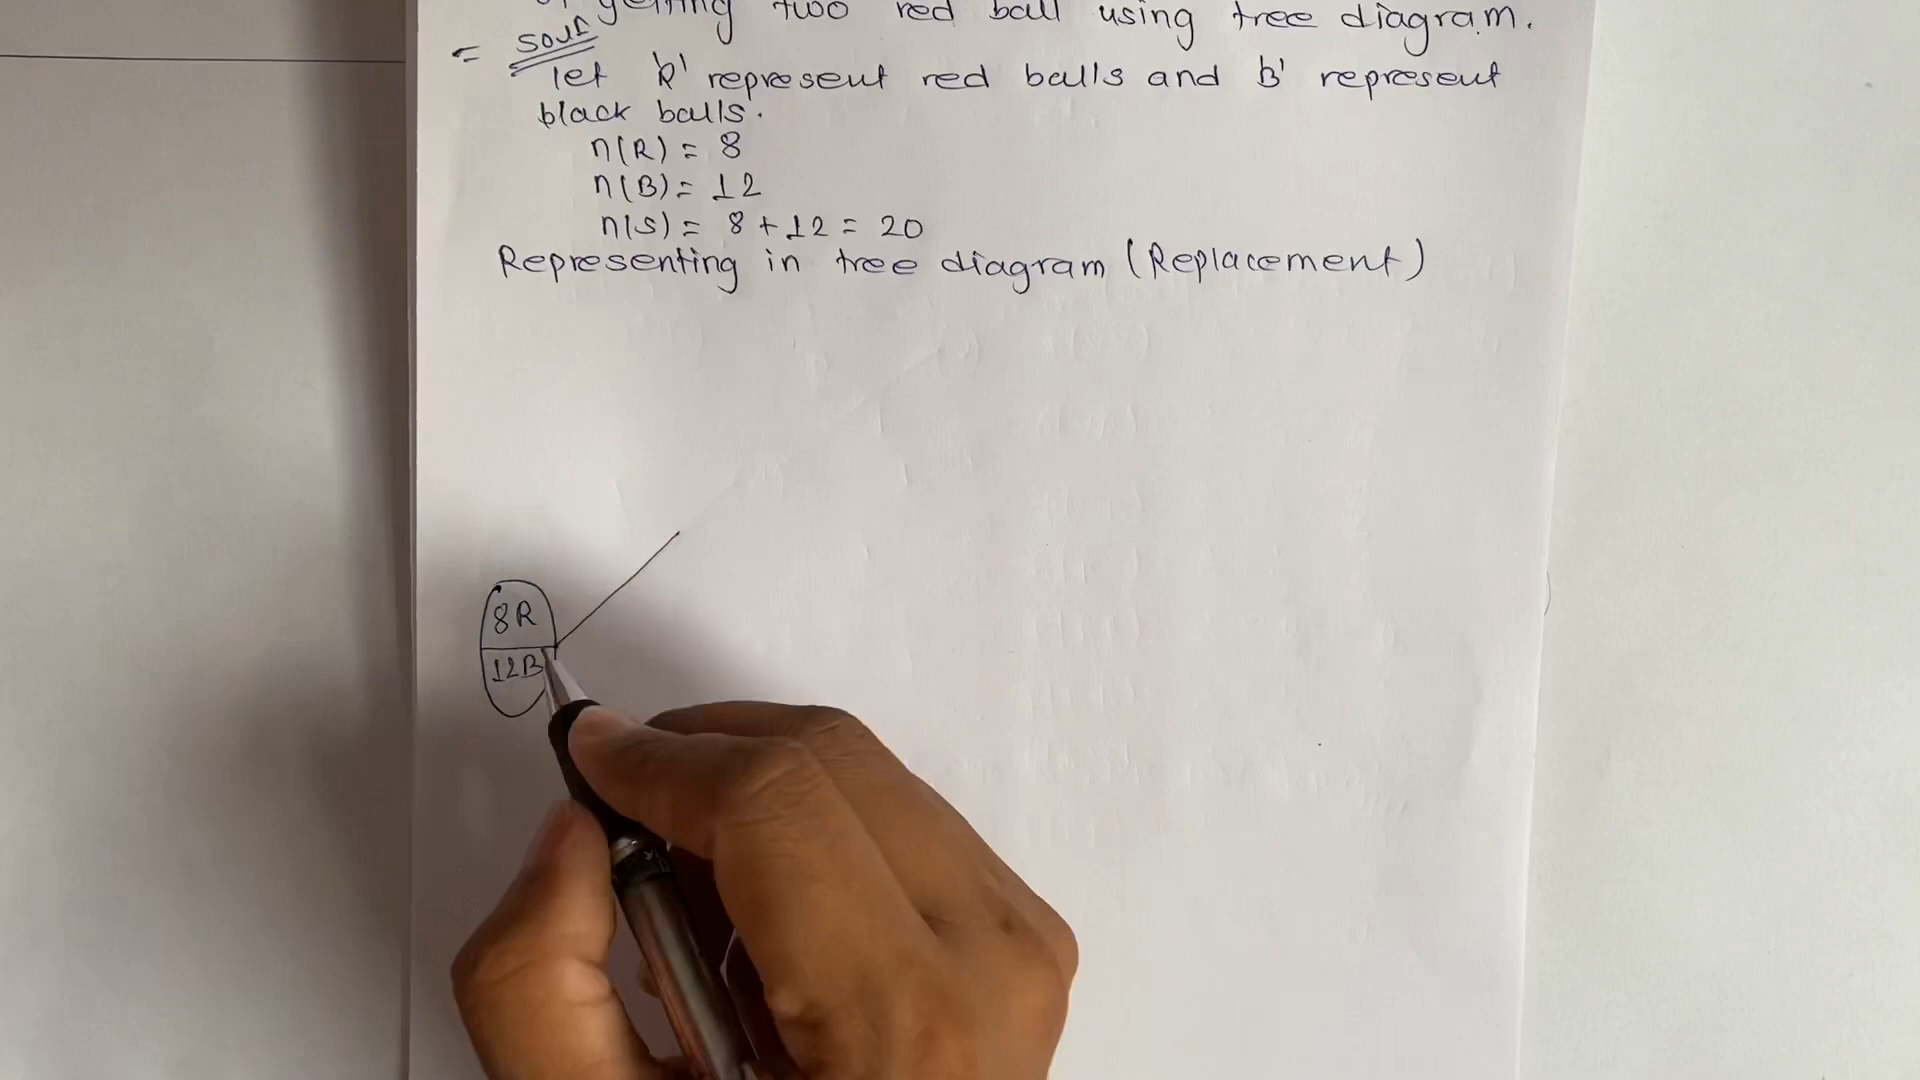 of getting two red ball using tree diagram.
= soln
let R' represent red balls and B' represent
black balls.
n(R) = 8
n(B) = 12
n(S) = 8 + 12 = 20
Representing in tree diagram (Replacement)
8R
12B